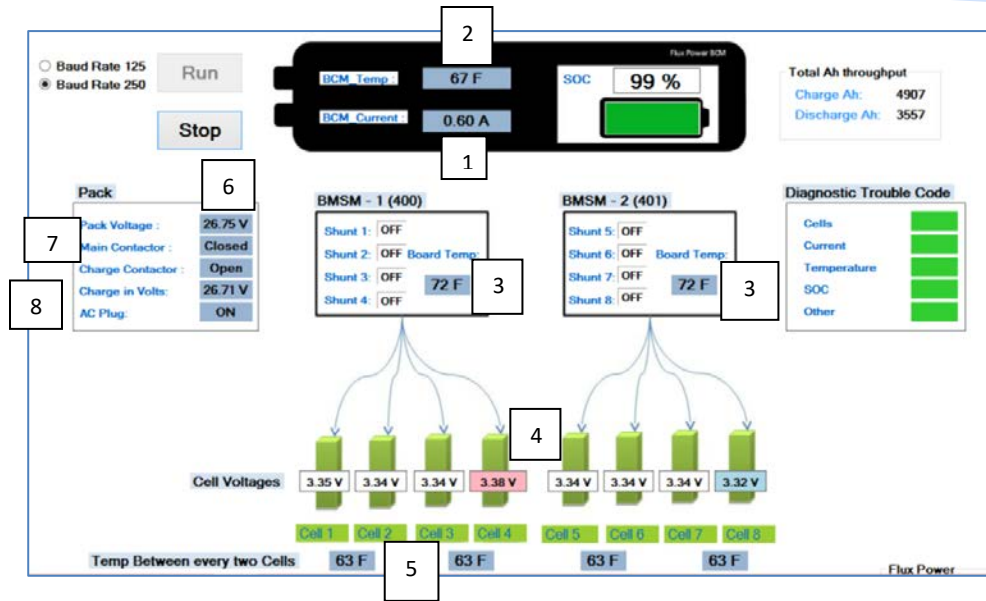 2
Flux Power BCM
Baud Rate 125
Baud Rate 250
Run
Stop
BCM_Temp :
67 F
BCM_Current :
0.60 A
1
SOC
99 %
Total Ah throughput
Charge Ah: 4907
Discharge Ah: 3557
6
7
8
Pack
Pack Voltage : 26.75 V
Main Contactor : Closed
Charge Contactor : Open
Charge in Volts: 26.71 V
AC Plug: ON
BMSM - 1 (400)
Shunt 1: OFF
Shunt 2: OFF Board Temp:
Shunt 3: OFF 72 F
Shunt 4: OFF
3
BMSM - 2 (401)
Shunt 5: OFF
Shunt 6: OFF Board Temp:
Shunt 7: OFF 72 F
Shunt 8: OFF
3
Diagnostic Trouble Code
Cells
Current
Temperature
SOC
Other
4
Cell Voltages 3.35 V 3.34 V 3.34 V 3.38 V 3.34 V 3.34 V 3.34 V 3.32 V
Cell 1 Cell 2 Cell 3 Cell 4 Cell 5 Cell 6 Cell 7 Cell 8
Temp Between every two Cells 63 F 63 F 63 F 63 F
5
Flux Power